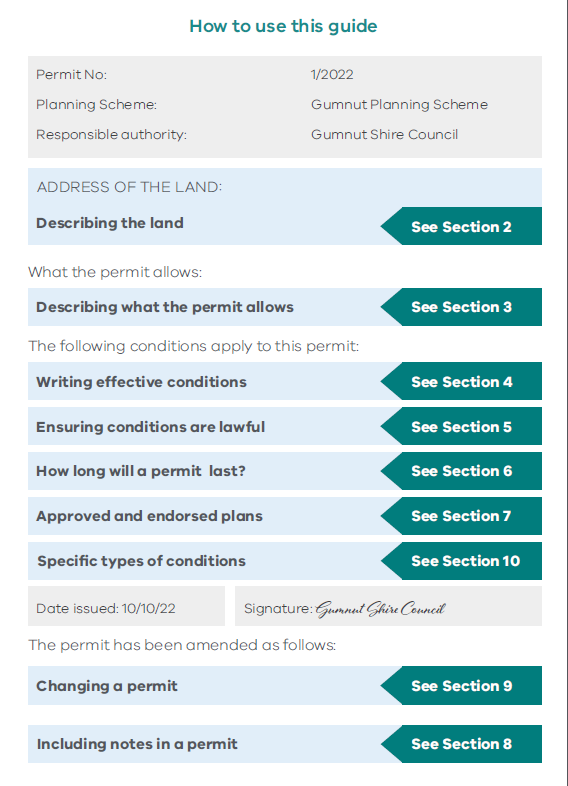 How to use this guide
Permit No: 1/2022
Planning Scheme: Gumnut Planning Scheme
Responsible authority: Gumnut Shire Council
ADDRESS OF THE LAND:
Describing the land See Section 2
What the permit allows:
Describing what the permit allows See Section 3
The following conditions apply to this permit:
Writing effective conditions See Section 4
Ensuring conditions are lawful See Section 5
How long will a permit last? See Section 6
Approved and endorsed plans See Section 7
Specific types of conditions See Section 10
Date issued: 10/10/22 Signature: Gumnut Shire Council
The permit has been amended as follows:
Changing a permit See Section 9
Including notes in a permit See Section 8